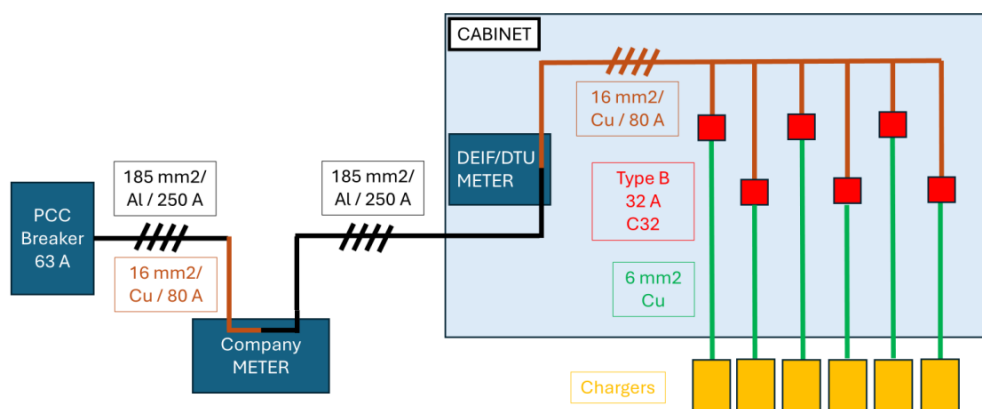 CABINET
16 mm2/
Cu / 80 A
DEIF/DTU
METER
185 mm2/
Al / 250 A
185 mm2/
Al / 250 A
Type B
32 A
C32
PCC
Breaker
63 A
16 mm2/
Cu / 80 A
6 mm2
Cu
Company
METER
Chargers